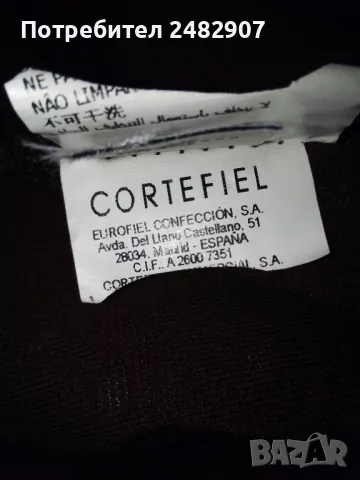 Потребител 2482907
NE PA
NÃO LIMPAR
不可干洗
CORTEFIEL
EUROFIEL CONFECCIÓN, S.A.
Avda. Del Llano Castellano, 51
28034. Madrid - ESPAÑA
C.I.F.. A 2600 7351
S.A.
BAZAR